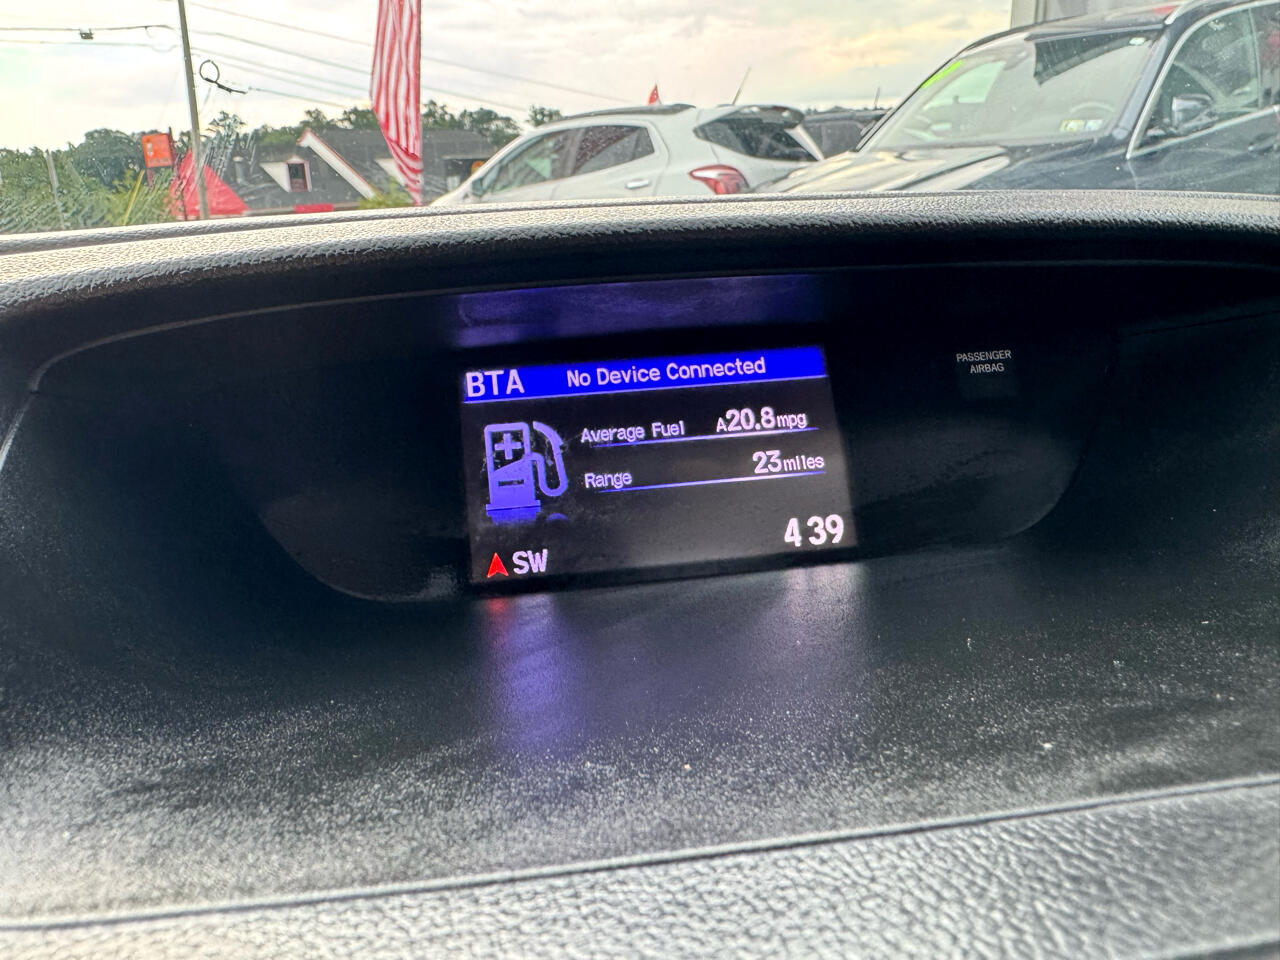 BTA No Device Connected
Average Fuel A20.8mpg
Range 23miles
SW 4 39
PASSENGER
AIRBAG